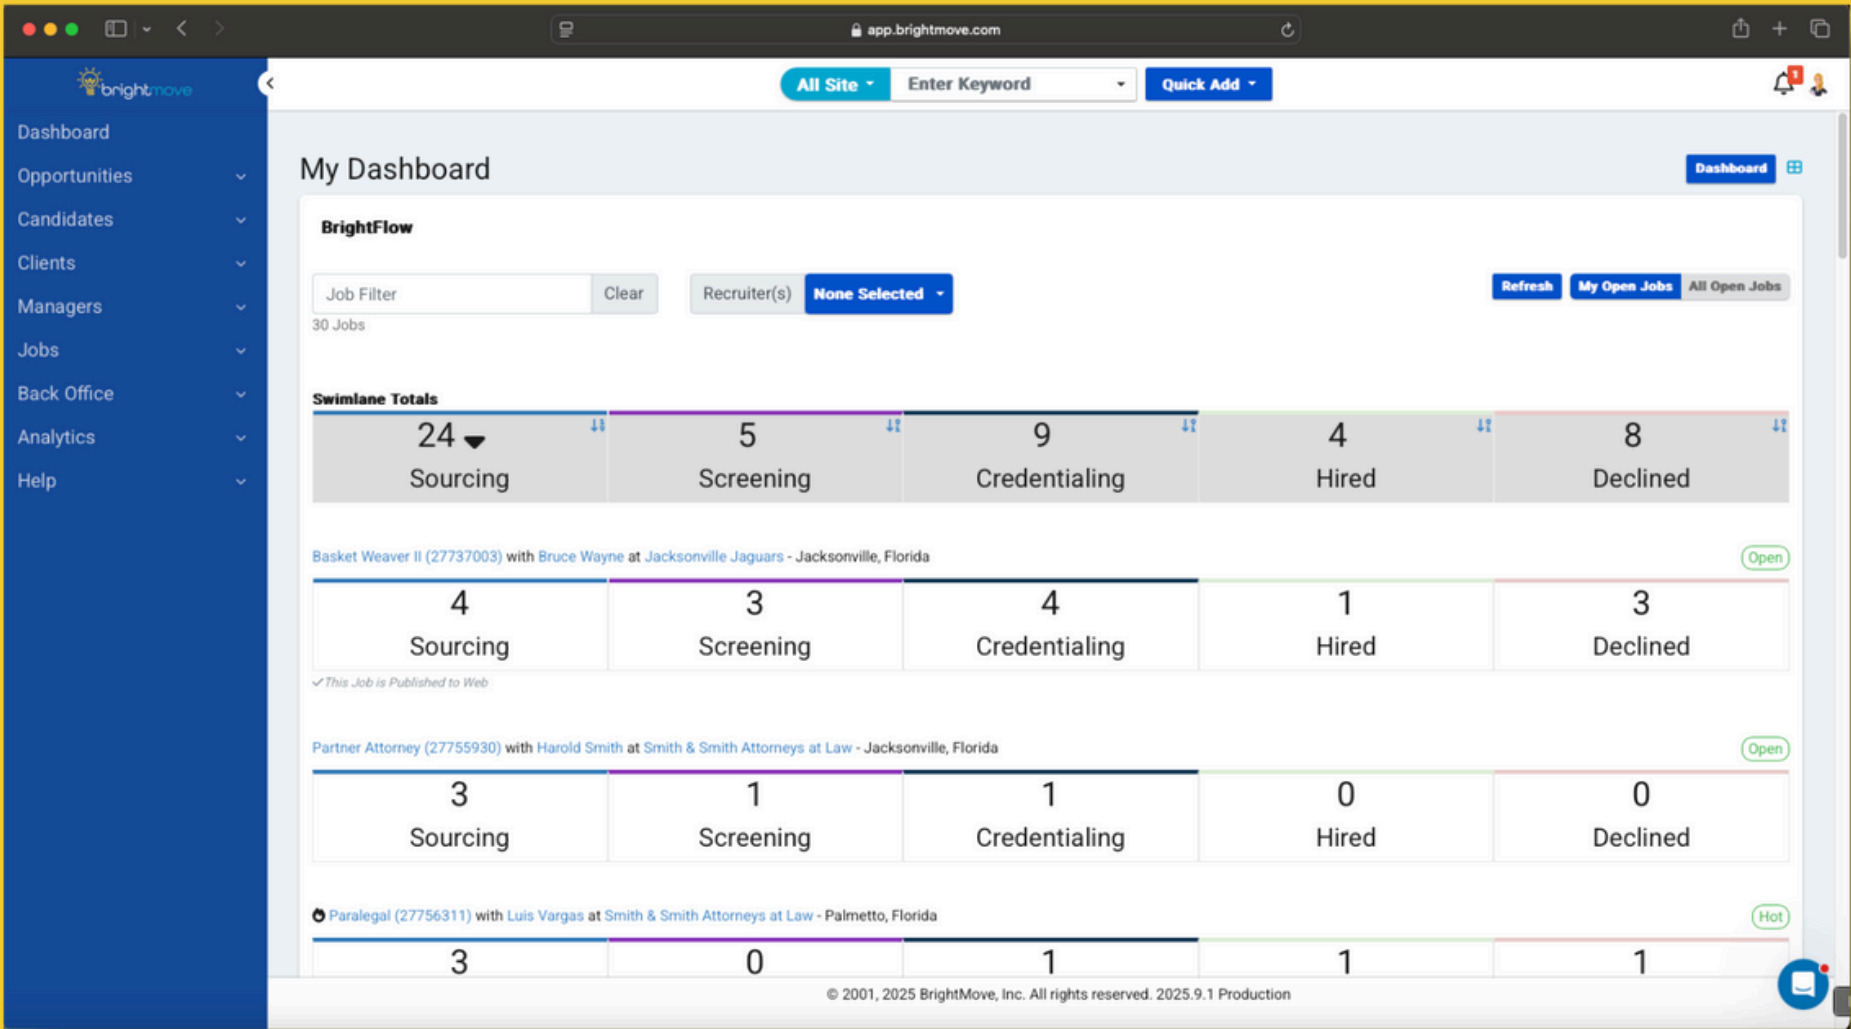 app.brightmove.com
brightmove
All Site
Enter Keyword
Quick Add
1
Dashboard
Opportunities
Candidates
Clients
Managers
Jobs
Back Office
Analytics
Help
My Dashboard
Dashboard
BrightFlow
Job Filter
Clear
Recruiter(s)
None Selected
Refresh
My Open Jobs
All Open Jobs
30 Jobs
Swimlane Totals
24 5 9 4 8
Sourcing Screening Credentialing Hired Declined
Basket Weaver II (27737003) with Bruce Wayne at Jacksonville Jaguars - Jacksonville, Florida
Open
4 3 4 1 3
Sourcing Screening Credentialing Hired Declined
This Job is Published to Web
Partner Attorney (27755930) with Harold Smith at Smith & Smith Attorneys at Law - Jacksonville, Florida
Open
3 1 1 0 0
Sourcing Screening Credentialing Hired Declined
Paralegal (27756311) with Luis Vargas at Smith & Smith Attorneys at Law - Palmetto, Florida
Hot
3 0 1 1 1
© 2001, 2025 BrightMove, Inc. All rights reserved. 2025.9.1 Production